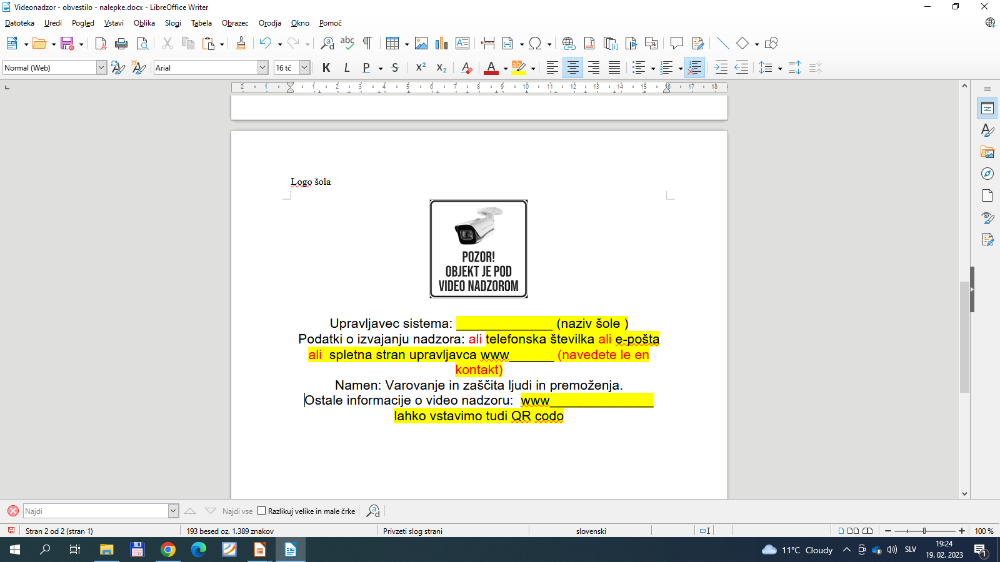 Videonadzor - obvestilo - nalepke.docx - LibreOffice Writer
Datoteka Uredi Pogled Vstavi Oblika Slogi Tabela Obrazec Orodja Okno Pomoč
Normal (Web) Arial 16 tč K L P S X² X₂ A A
2 1 1 2 3 4 5 6 7 8 9 10 11 12 13 14 15 16 17 18
Logo šola
POZOR!
OBJEKT JE POD
VIDEO NADZOROM
Upravljavec sistema: _____________ (naziv šole )
Podatki o izvajanju nadzora: ali telefonska številka ali e-pošta
ali  spletna stran upravljavca www______ (navedete le en
kontakt)
Namen: Varovanje in zaščita ljudi in premoženja.
Ostale informacije o video nadzoru:  www______________
lahko vstavimo tudi QR codo
Najdi Najdi vse Razlikuj velike in male črke
Stran 2 od 2 (stran 1) 193 besed oz. 1.389 znakov Privzeti slog strani slovenski 100 %
11°C Cloudy SLV 19:24
19. 02. 2023 1